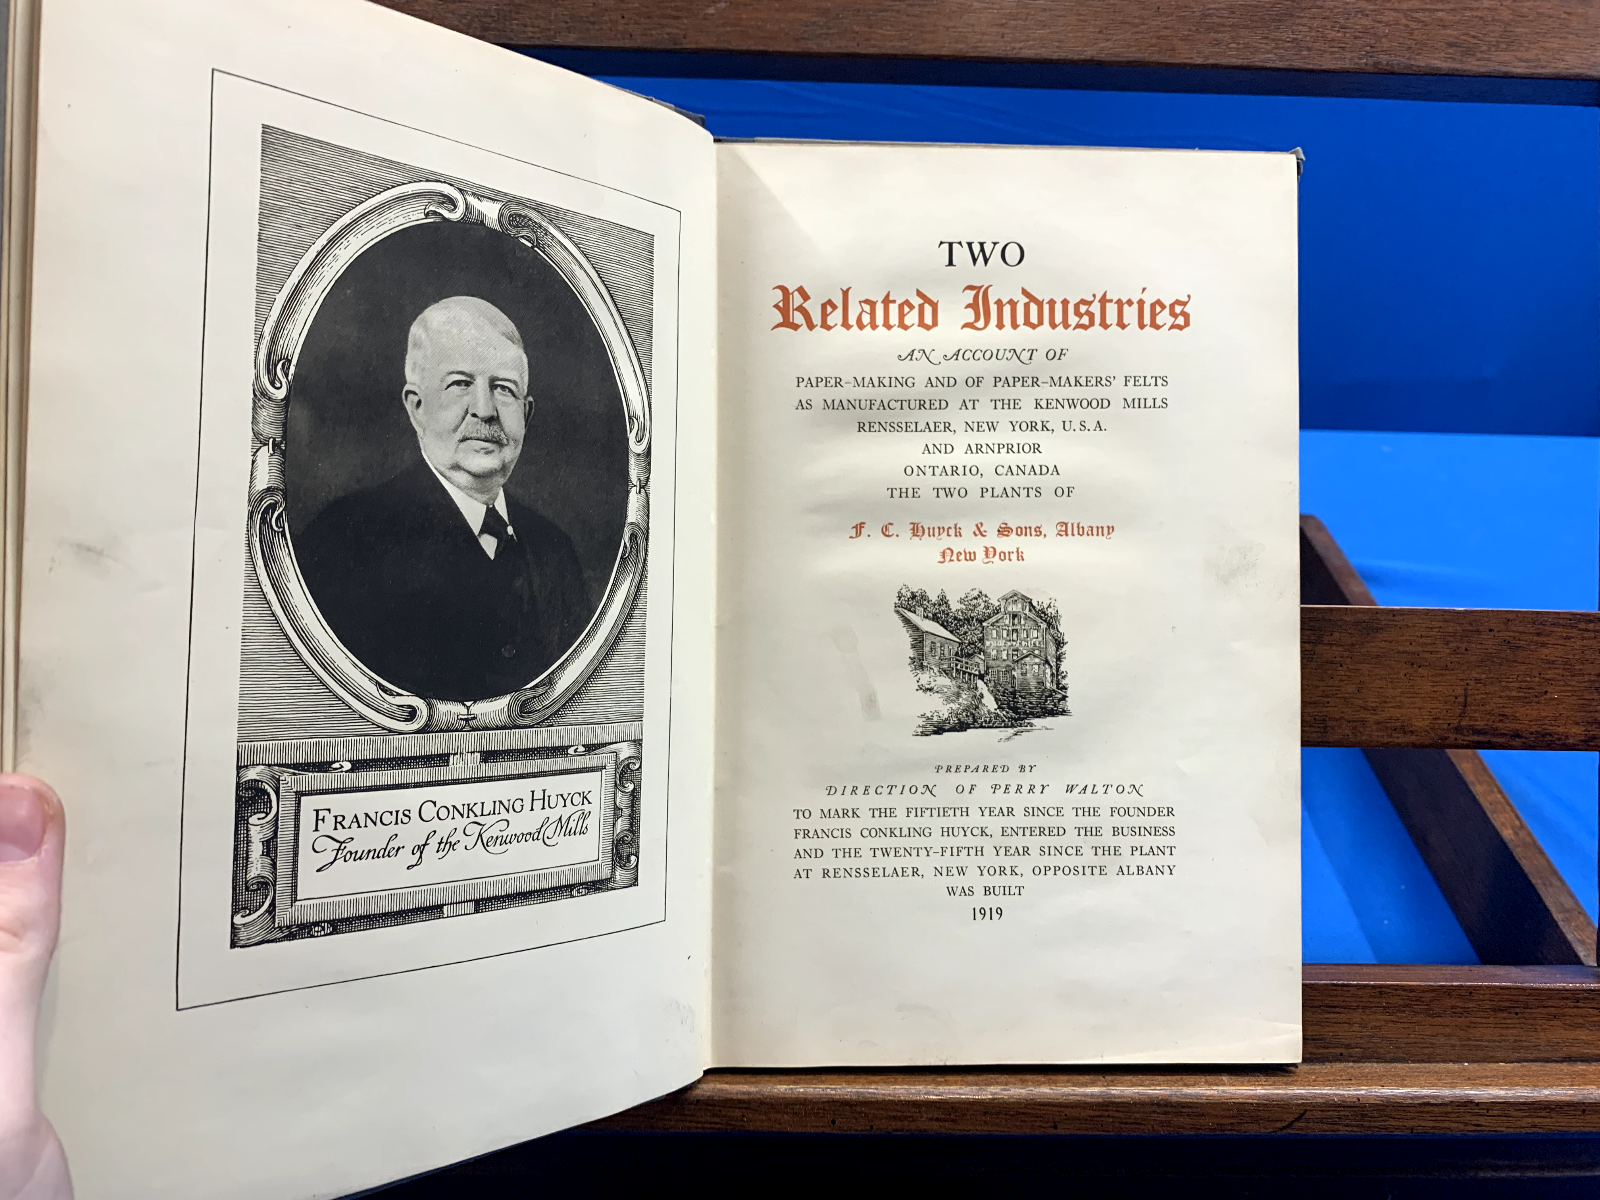 FRANCIS CONKLING HUYCK
Founder of the Kenwood Mills
TWO
Related Industries
AN ACCOUNT OF
PAPER-MAKING AND OF PAPER-MAKERS' FELTS
AS MANUFACTURED AT THE KENWOOD MILLS
RENSSELAER, NEW YORK, U.S.A.
AND ARNPRIOR
ONTARIO, CANADA
THE TWO PLANTS OF
F. C. Huyck & Sons, Albany
New York
PREPARED BY
DIRECTION OF PERRY WALTON
TO MARK THE FIFTIETH YEAR SINCE THE FOUNDER
FRANCIS CONKLING HUYCK, ENTERED THE BUSINESS
AND THE TWENTY-FIFTH YEAR SINCE THE PLANT
AT RENSSELAER, NEW YORK, OPPOSITE ALBANY
WAS BUILT
1919